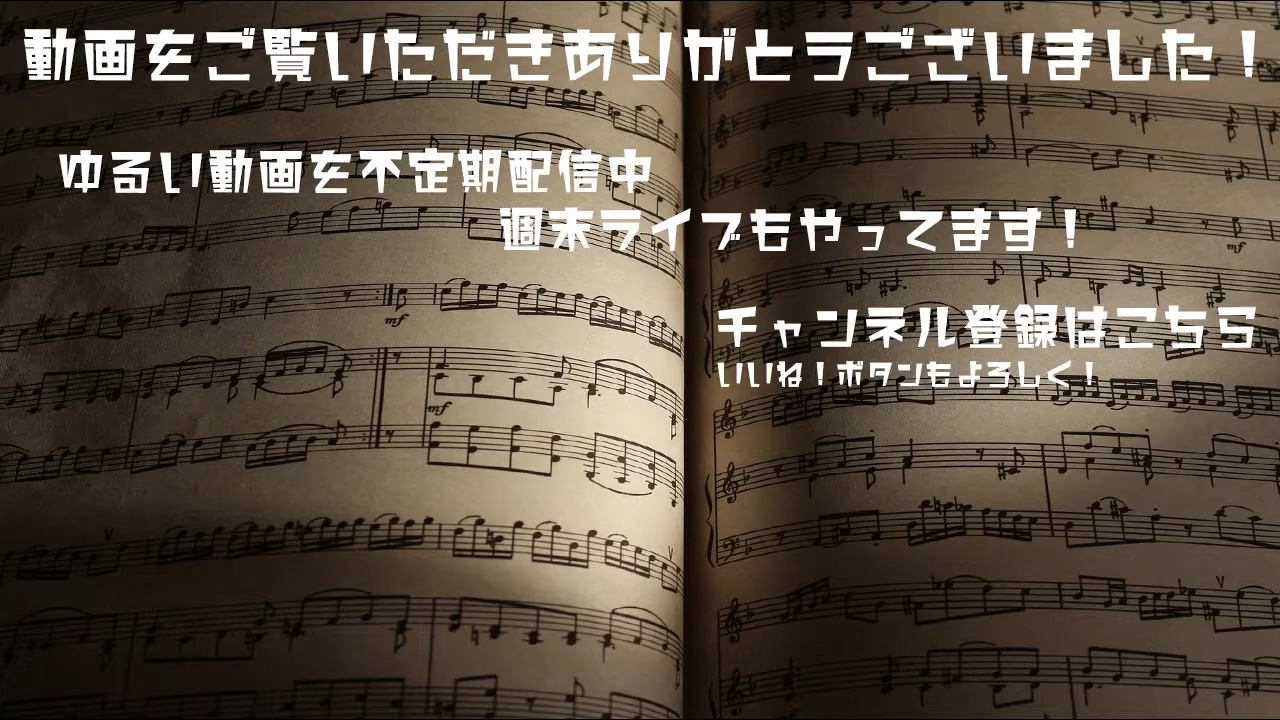 動画をご覧いただきありがとうございました！
ゆるい動画を不定期配信中
週末ライブもやってます！
チャンネル登録はこちら
いいね！ボタンもよろしく！
mf
mf
mf